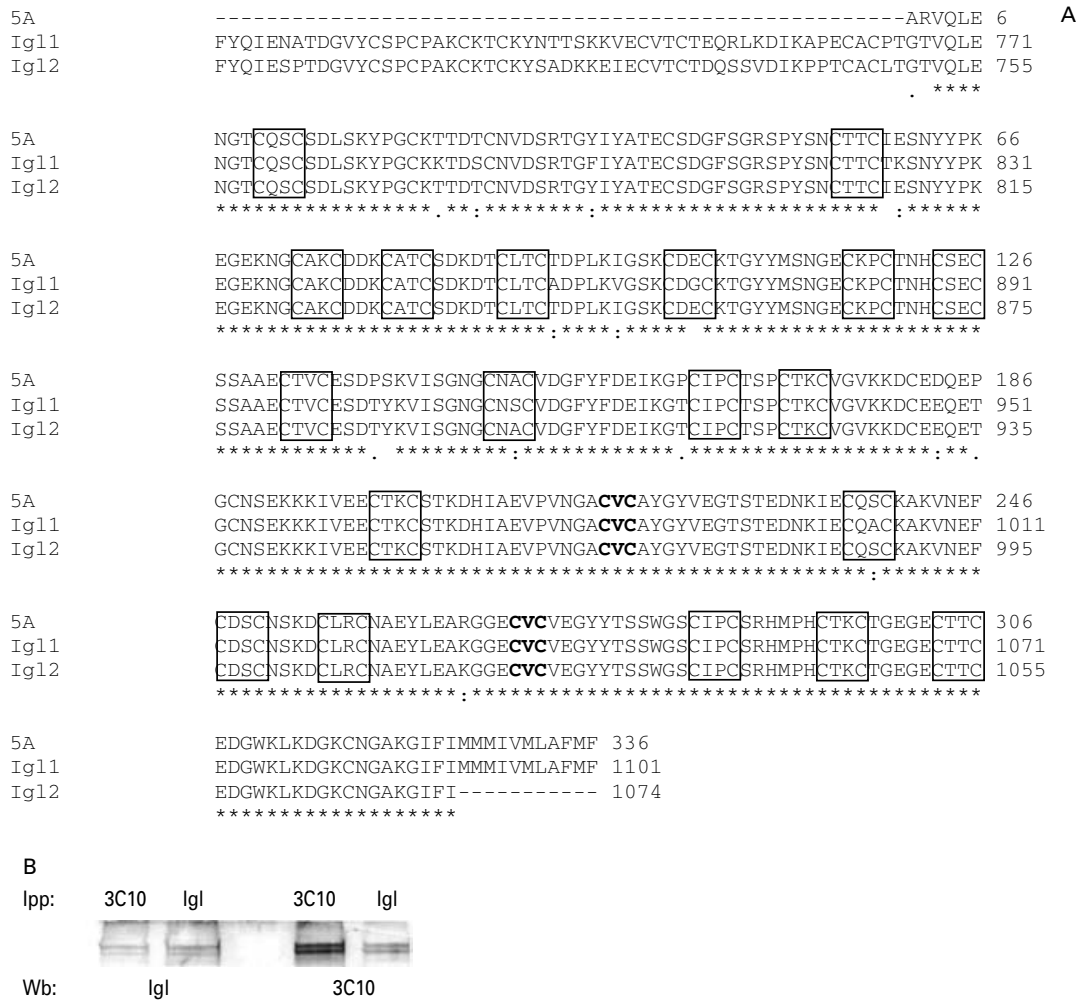 A
5A ------------------------------------------------------ARVQLE 6
Igl1 FYQIENATDGVYCSPCPAKCKTCKYNTTSKKVECVTCTEQRLKDIKAPECACPTGTVQLE 771
Igl2 FYQIESPTDGVYCSPCPAKCKTCKYSADKKEIECVTCTDQSSVDIKPPTCACLTGTVQLE 755
. ****
5A NGTCQSCSDLSKYPGCKTTDTCNVDSRTGYIYATECSDGFSGRSPYSNCTTCIESNYYPK 66
Igl1 NGTCQSCSDLSKYPGCKKTDSCNVDSRTGFIYATECSDGFSGRSPYSNCTTCTKSNYYPK 831
Igl2 NGTCQSCSDLSKYPGCKTTDTCNVDSRTGYIYATECSDGFSGRSPYSNCTTCIESNYYPK 815
*****************.**:********:********************** :******
5A EGEKNGCAKCDDKCATCSDKDTCLTCTDPLKIGSKCDECKTGYYMSNGECKPCTNHCSEC 126
Igl1 EGEKNGCAKCDDKCATCSDKDTCLTCADPLKVGSKCDGCKTGYYMSNGECKPCTNHCSEC 891
Igl2 EGEKNGCAKCDDKCATCSDKDTCLTCTDPLKIGSKCDECKTGYYMSNGECKPCTNHCSEC 875
**************************:****:***** **********************
5A SSAAECTVCESDPSKVISGNGCNACVDGFYFDEIKGPCIPCTSPCTKCVGVKKDCEDQEP 186
Igl1 SSAAECTVCESDTYKVISGNGCNSCVDGFYFDEIKGTCIPCTSPCTKCVGVKKDCEEQET 951
Igl2 SSAAECTVCESDTYKVISGNGCNACVDGFYFDEIKGTCIPCTSPCTKCVGVKKDCEEQET 935
************. *********:************.*******************:**.
5A GCNSEKKKIVEECTKCSTKDHIAEVPVNGACVCAYGYVEGTSTEDNKIECQSCKAKVNEF 246
Igl1 GCNSEKKKIVEECTKCSTKDHIAEVPVNGACVCAYGYVEGTSTEDNKIECQACKAKVNEF 1011
Igl2 GCNSEKKKIVEECTKCSTKDHIAEVPVNGACVCAYGYVEGTSTEDNKIECQSCKAKVNEF 995
***************************************************:********
5A CDSCNSKDCLRCNAEYLEARGGECVCVEGYYTSSWGSCIPCSRHMPHCTKCTGEGECTTC 306
Igl1 CDSCNSKDCLRCNAEYLEAKGGECVCVEGYYTSSWGSCIPCSRHMPHCTKCTGEGECTTC 1071
Igl2 CDSCNSKDCLRCNAEYLEAKGGECVCVEGYYTSSWGSCIPCSRHMPHCTKCTGEGECTTC 1055
*******************:****************************************
5A EDGWKLKDGKCNGAKGIFIMMMIVMLAFMF 336
Igl1 EDGWKLKDGKCNGAKGIFIMMMIVMLAFMF 1101
Igl2 EDGWKLKDGKCNGAKGIFI----------- 1074
*******************
B
Ipp: 3C10 Igl 3C10 Igl
Wb: Igl 3C10